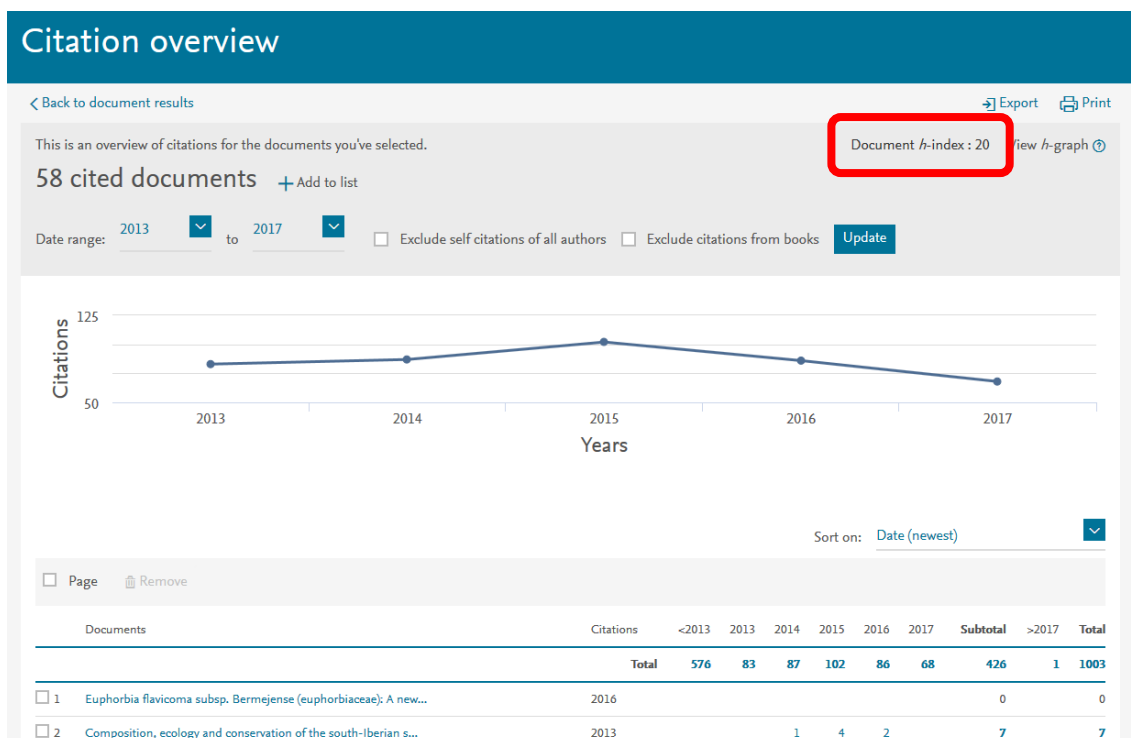 Citation overview
Back to document results Export Print
This is an overview of citations for the documents you've selected. Document h-index : 20 View h-graph
58 cited documents + Add to list
Date range: 2013 to 2017 Exclude self citations of all authors Exclude citations from books Update
125
Citations
50
2013 2014 2015 2016 2017
Years
Sort on: Date (newest)
Page Remove
Documents Citations <2013 2013 2014 2015 2016 2017 Subtotal >2017 Total
Total 576 83 87 102 86 68 426 1 1003
1 Euphorbia flavicoma subsp. Bermejense (euphorbiaceae): A new... 2016 0 0
2 Composition, ecology and conservation of the south-Iberian s... 2013 1 4 2 7 7